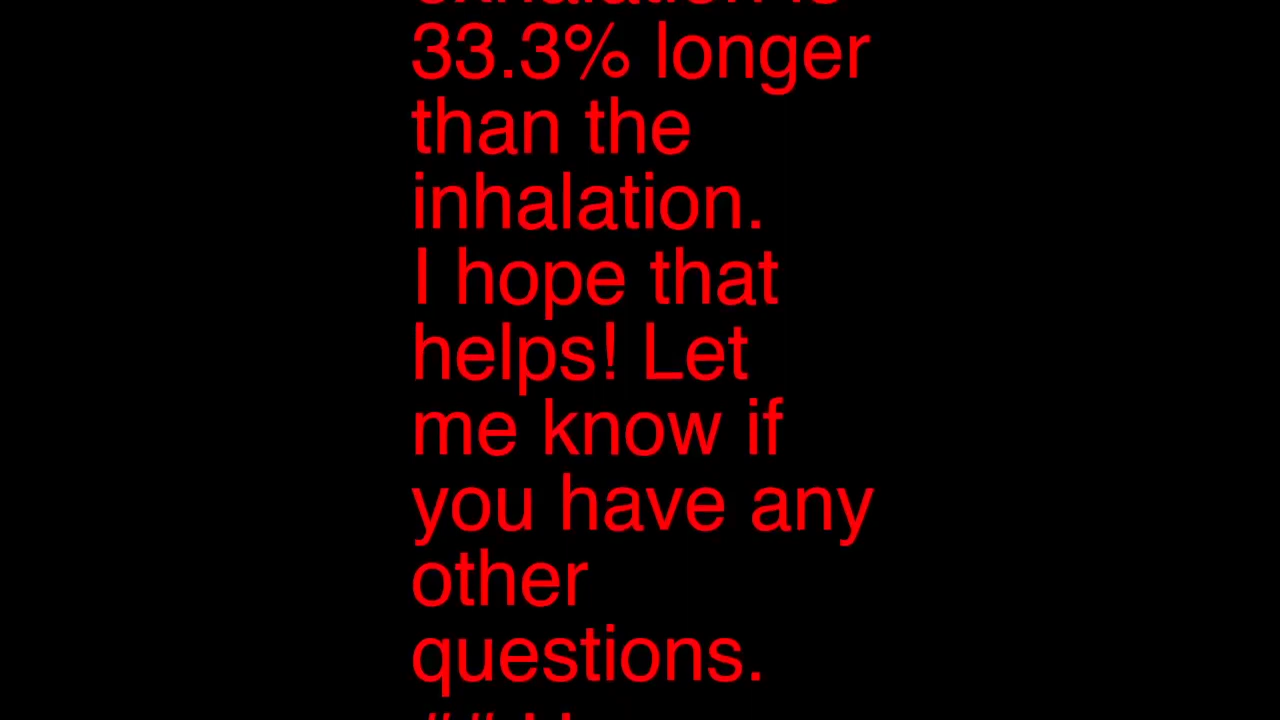 33.3% longer
than the
inhalation.
I hope that
helps! Let
me know if
you have any
other
questions.